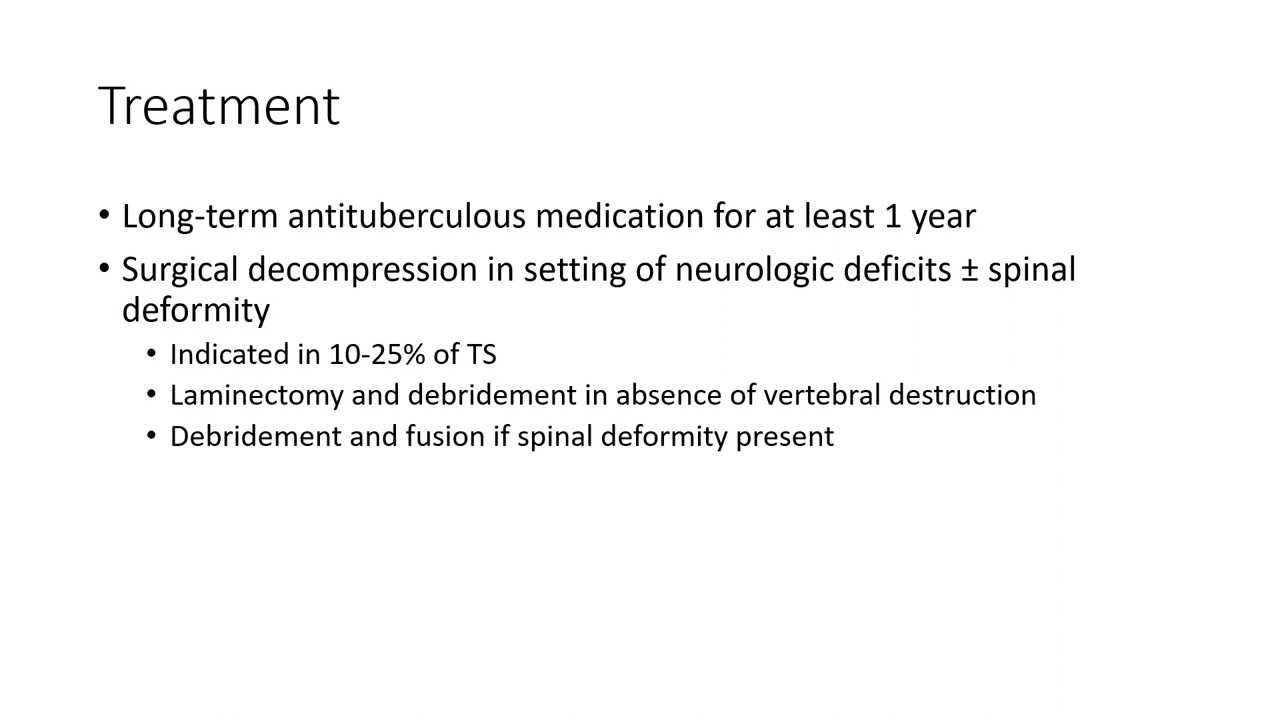 Treatment
• Long-term antituberculous medication for at least 1 year
• Surgical decompression in setting of neurologic deficits ± spinal
deformity
• Indicated in 10-25% of TS
• Laminectomy and debridement in absence of vertebral destruction
• Debridement and fusion if spinal deformity present